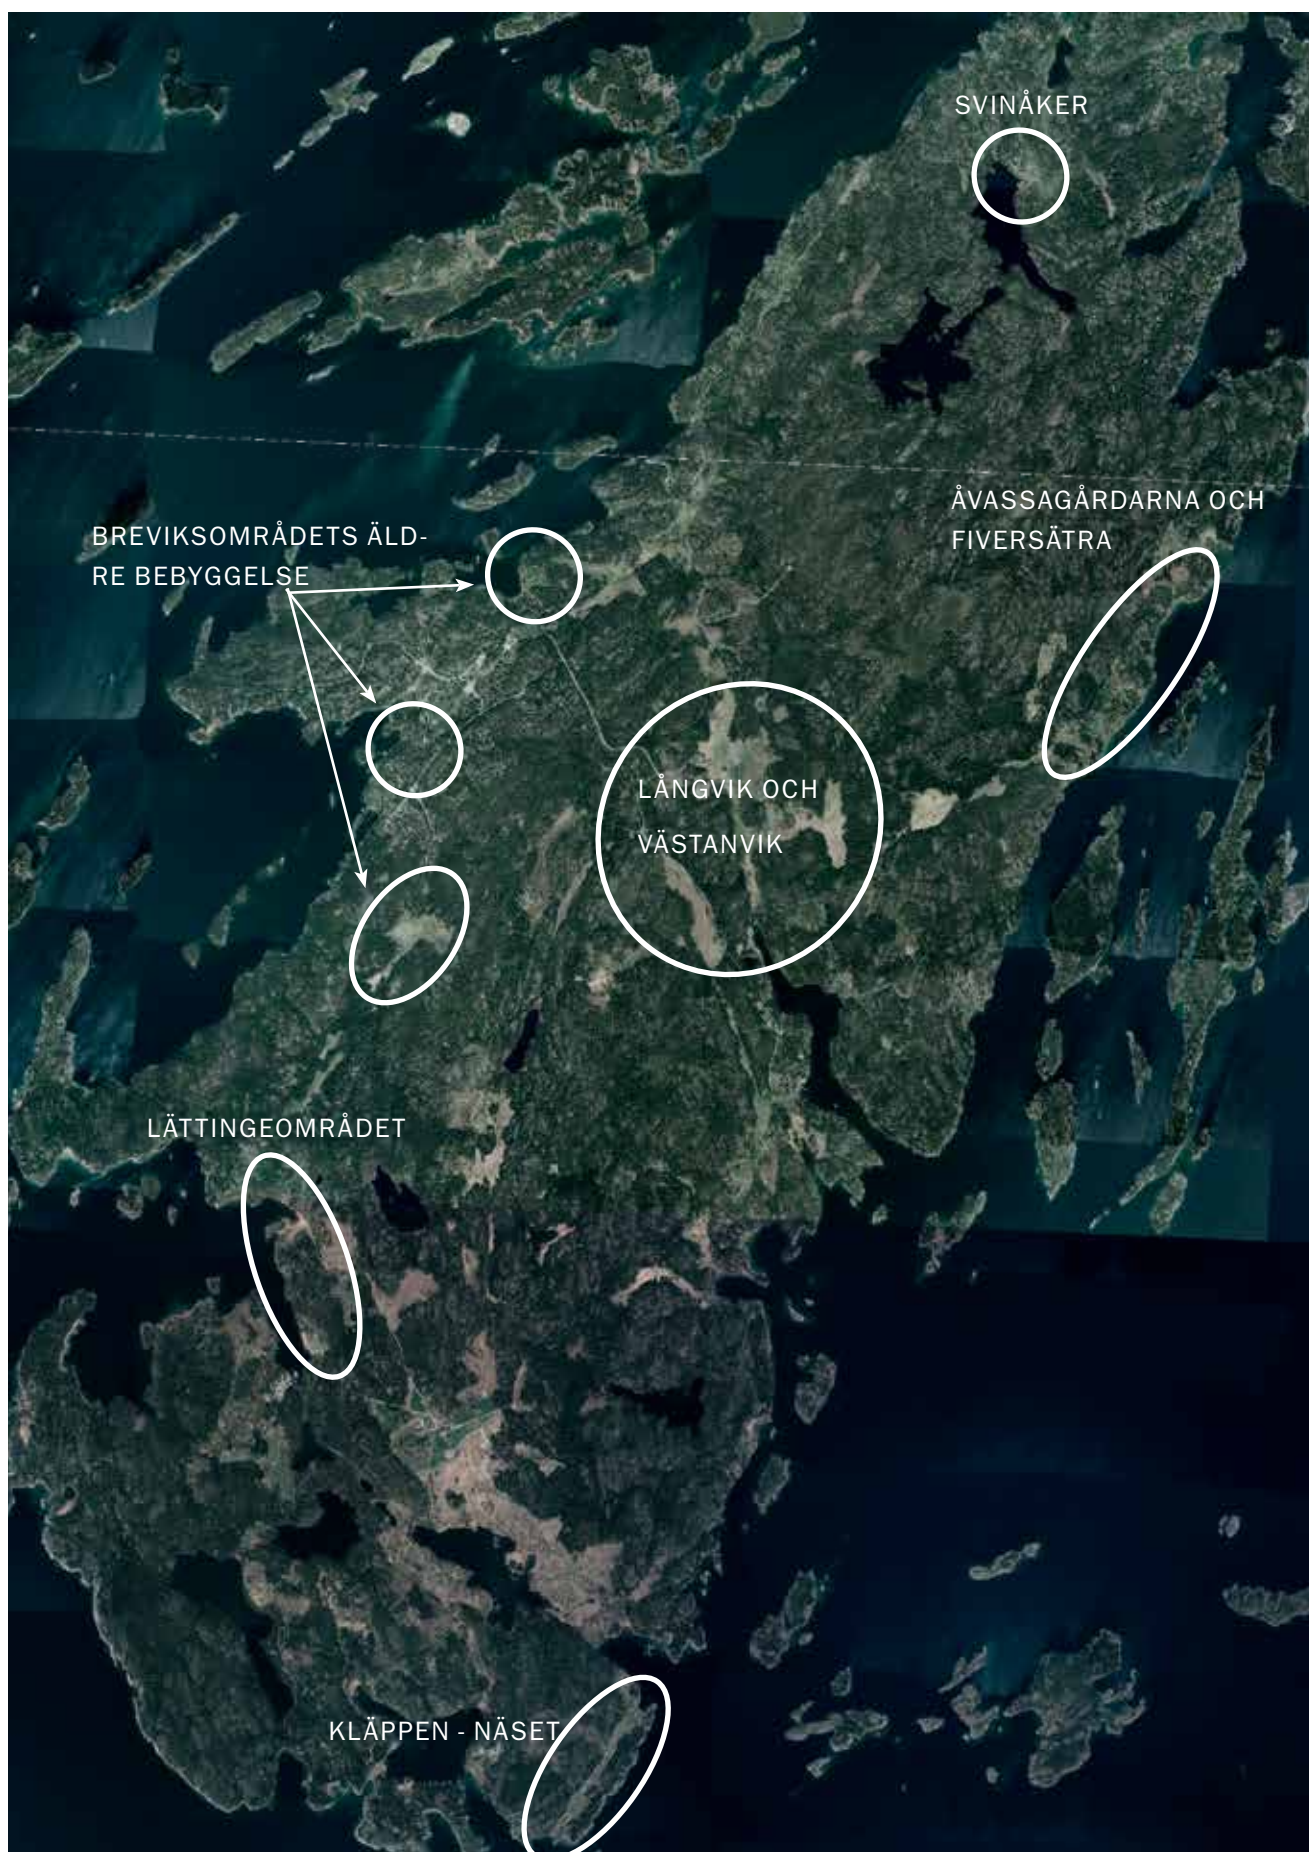 SVINÅKER
ÅVASSAGÅRDARNA OCH
FIVERSÄTRA
BREVIKSOMRÅDETS ÄLD-
RE BEBYGGELSE
LÅNGVIK OCH
VÄSTANVIK
LÄTTINGEOMRÅDET
KLÄPPEN - NÄSET